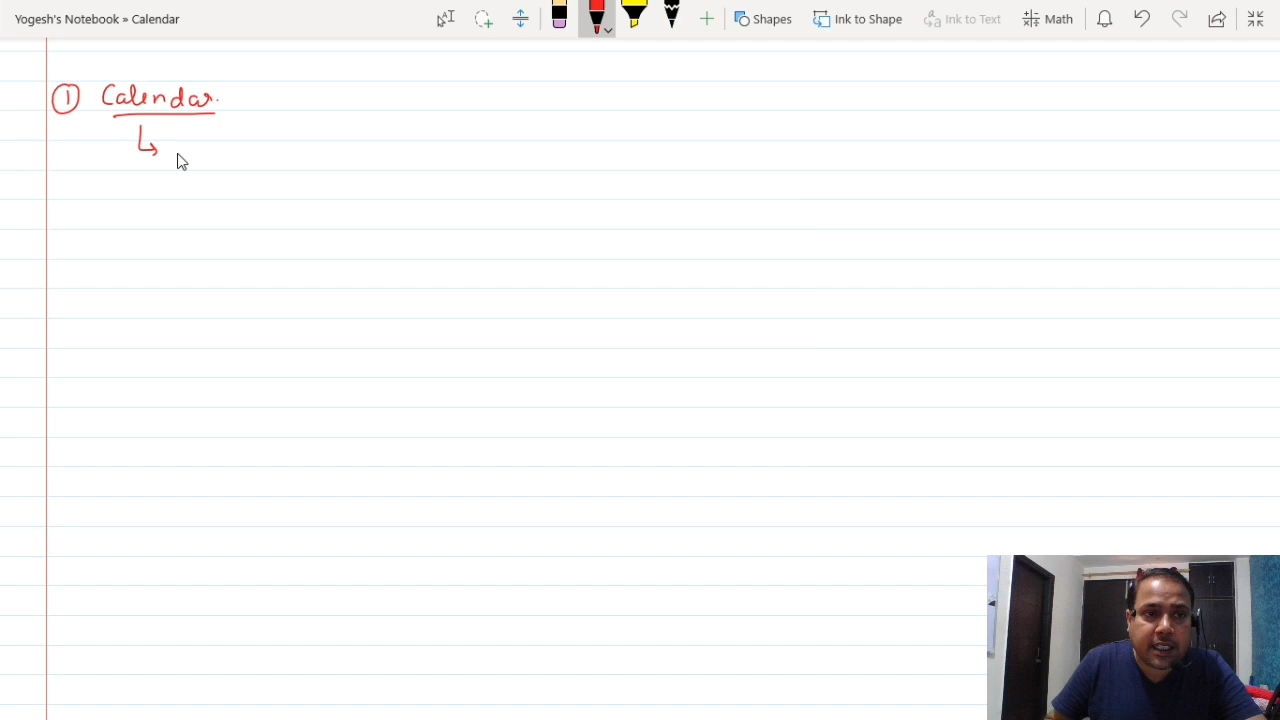 Yogesh's Notebook » Calendar
Shapes
Ink to Shape
Ink to Text
Math
① Calendar.